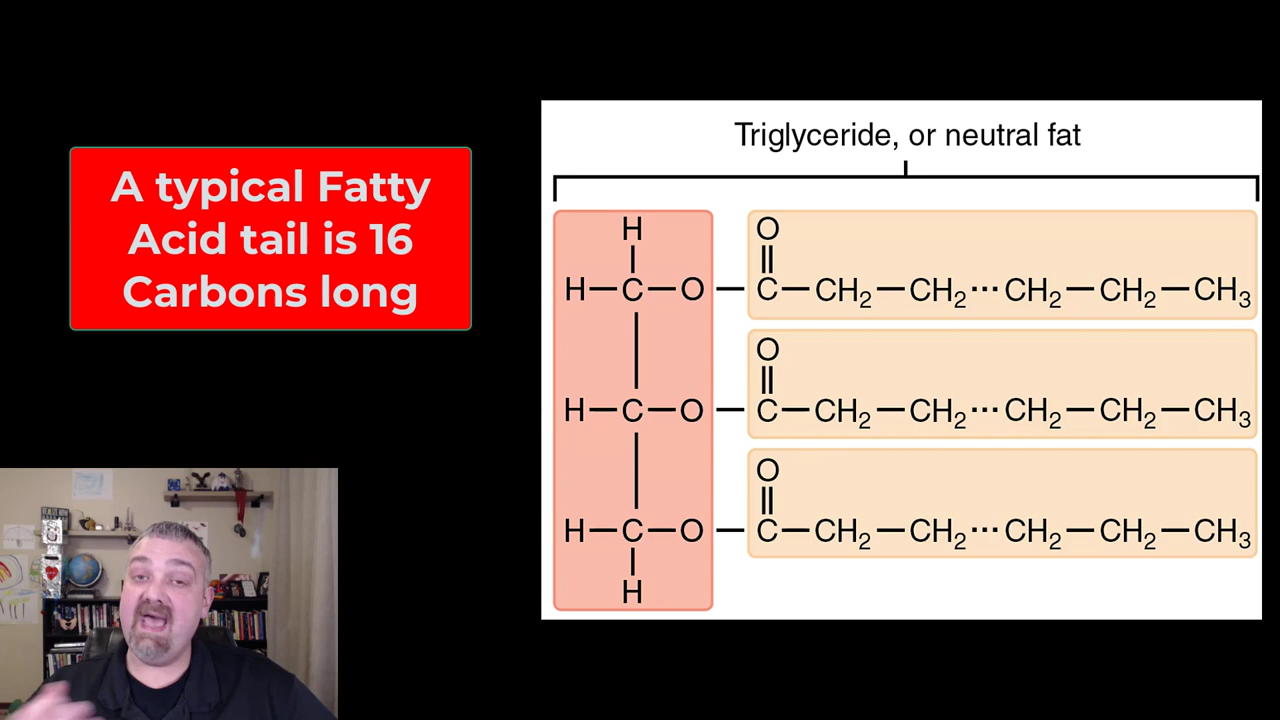 A typical Fatty
Acid tail is 16
Carbons long
Triglyceride, or neutral fat
H
H—C—O—C—CH₂—CH₂···CH₂—CH₂—CH₃
O
H—C—O—C—CH₂—CH₂···CH₂—CH₂—CH₃
O
H—C—O—C—CH₂—CH₂···CH₂—CH₂—CH₃
O
H